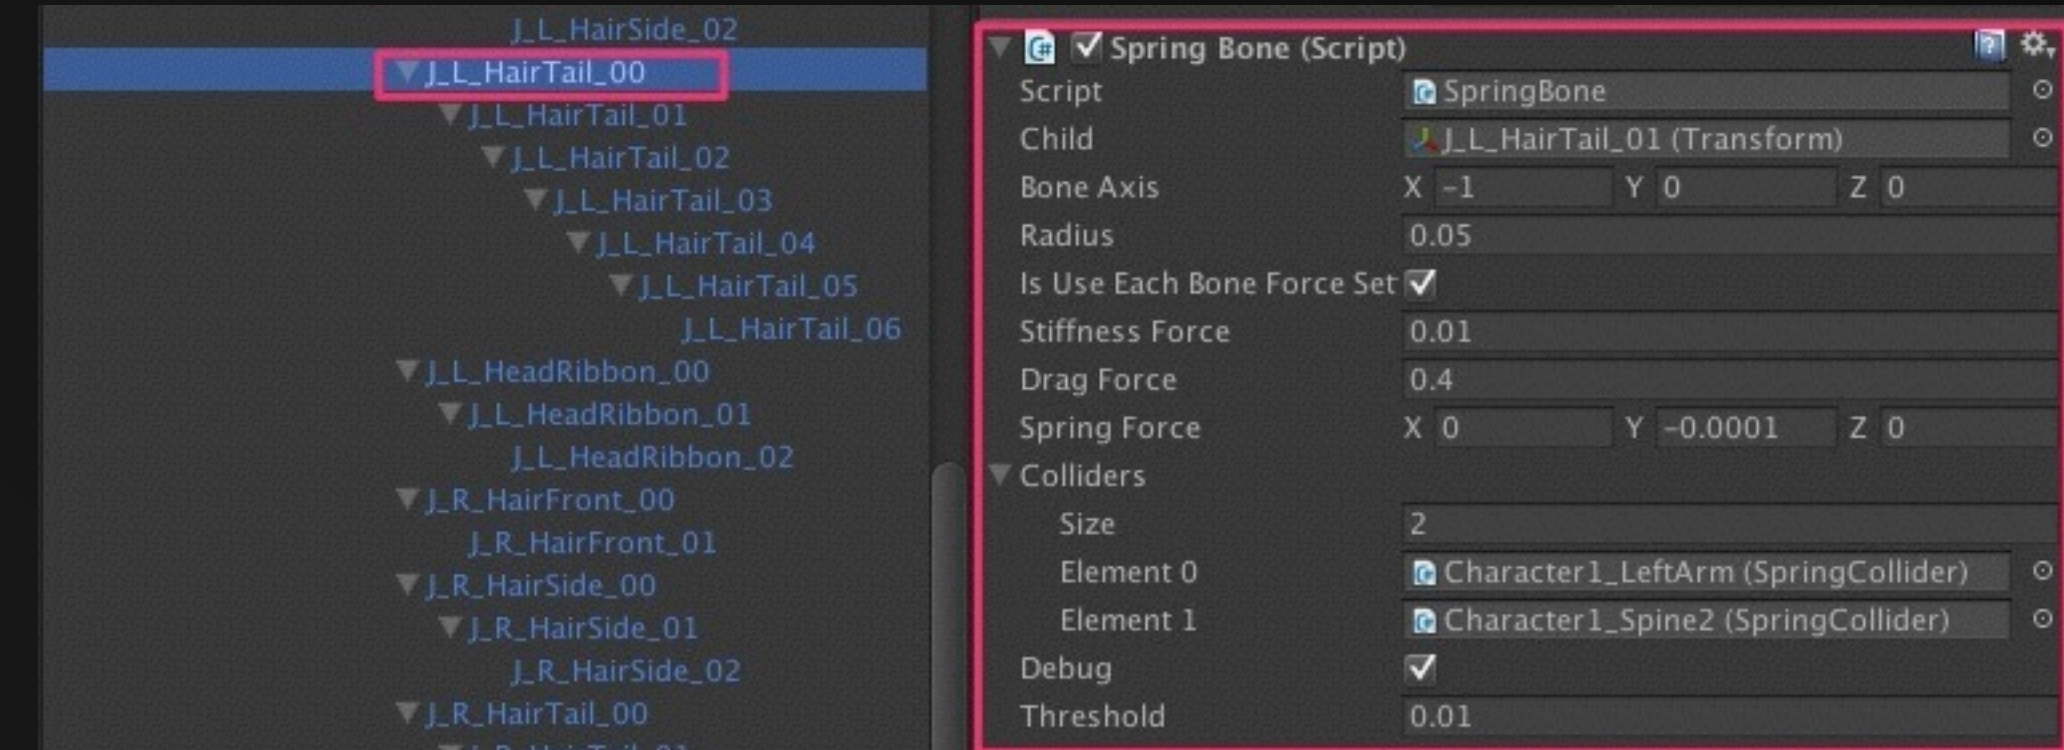 J_L_HairSide_02
J_L_HairTail_00
J_L_HairTail_01
J_L_HairTail_02
J_L_HairTail_03
J_L_HairTail_04
J_L_HairTail_05
J_L_HairTail_06
J_L_HeadRibbon_00
J_L_HeadRibbon_01
J_L_HeadRibbon_02
J_R_HairFront_00
J_R_HairFront_01
J_R_HairSide_00
J_R_HairSide_01
J_R_HairSide_02
J_R_HairTail_00
Spring Bone (Script)
Script SpringBone
Child J_L_HairTail_01 (Transform)
Bone Axis X -1 Y 0 Z 0
Radius 0.05
Is Use Each Bone Force Set
Stiffness Force 0.01
Drag Force 0.4
Spring Force X 0 Y -0.0001 Z 0
Colliders
Size 2
Element 0 Character1_LeftArm (SpringCollider)
Element 1 Character1_Spine2 (SpringCollider)
Debug
Threshold 0.01